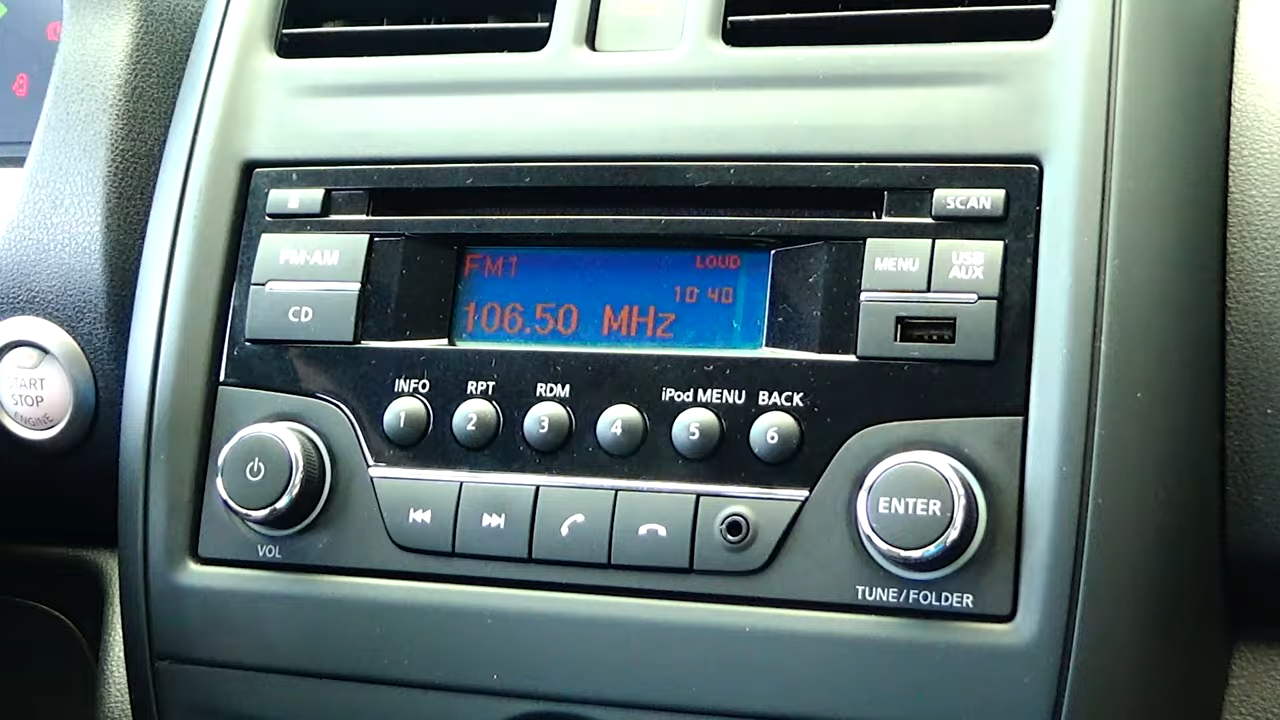 SCAN
FM·AM
CD
FM1
LOUD
10:40
106.50 MHz
MENU
USB
AUX
START
STOP
ENGINE
INFO
RPT
RDM
iPod MENU
BACK
1
2
3
4
5
6
VOL
ENTER
TUNE/FOLDER